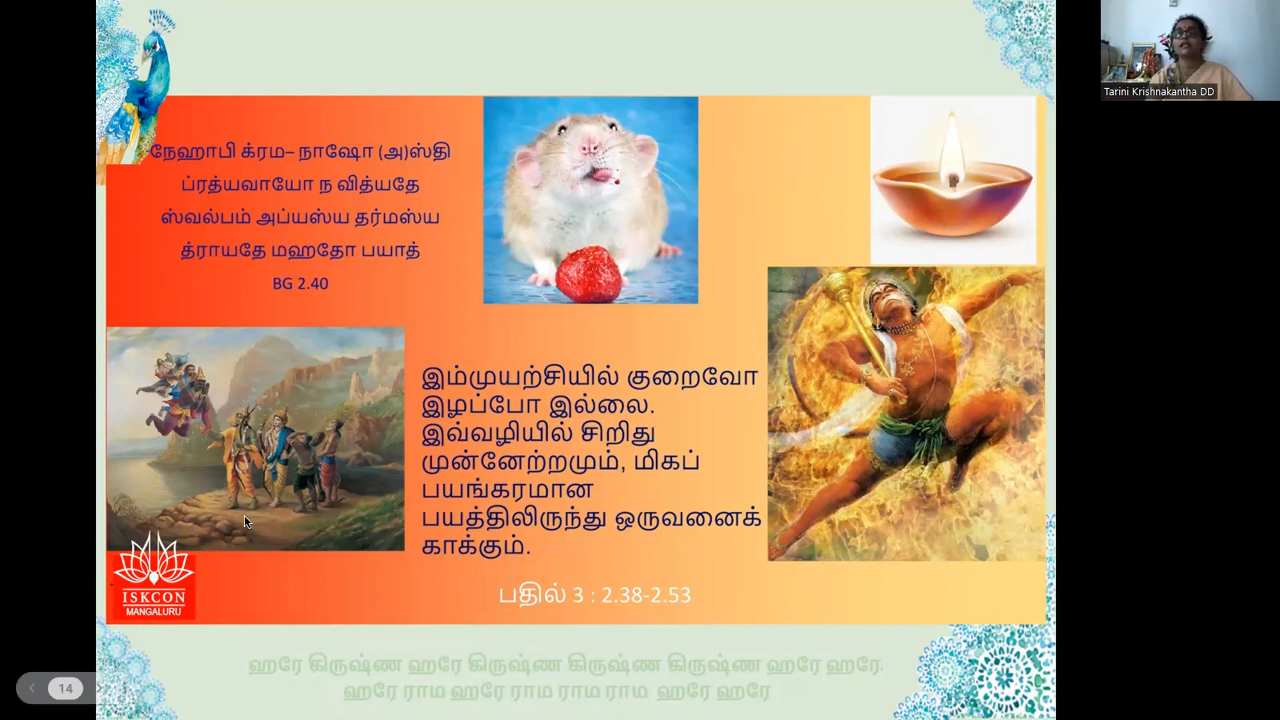 நேஹாபி க்ரம– நாஷோ (அ)ஸ்தி
ப்ரத்யவாயோ ந வித்யதே
ஸ்வல்பம் அப்யஸ்ய தர்மஸ்ய
த்ராயதே மஹதோ பயாத்
BG 2.40
இம்முயற்சியில் குறைவோ
இழப்போ இல்லை.
இவ்வழியில் சிறிது
முன்னேற்றமும், மிகப்
பயங்கரமான
பயத்திலிருந்து ஒருவனைக்
காக்கும்.
பதில் 3 : 2.38-2.53
ISKCON
MANGALURU
ஹரே கிருஷ்ண ஹரே கிருஷ்ண கிருஷ்ண கிருஷ்ண ஹரே ஹரே.
ஹரே ராம ஹரே ராம ராம ராம ஹரே ஹரே
14
Tarini Krishnakantha DD